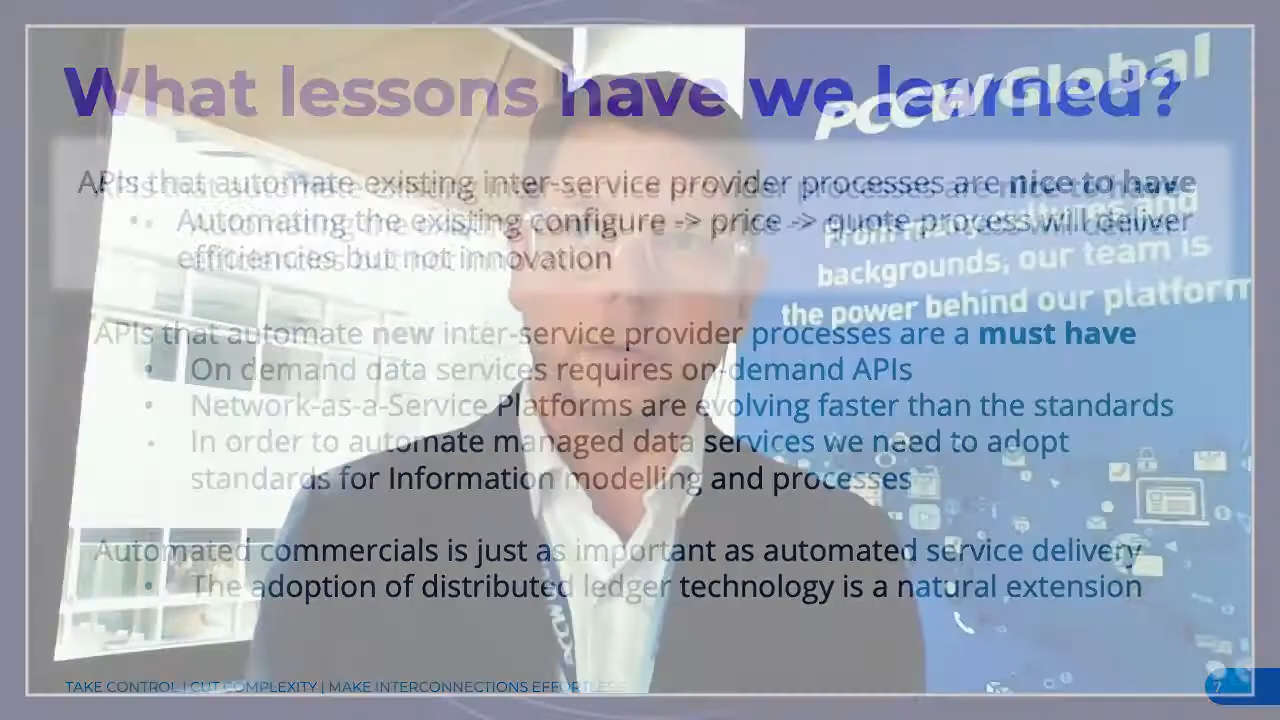 What lessons have we learned?
PCCW Global
APIs that automate existing inter-service provider processes are nice to have
• Automating the existing configure -> price -> quote process will deliver
efficiencies but not innovation
From many cultures and
backgrounds, our team is
the power behind our platform
APIs that automate new inter-service provider processes are a must have
• On demand data services requires on-demand APIs
• Network-as-a-Service Platforms are evolving faster than the standards
• In order to automate managed data services we need to adopt
standards for Information modelling and processes
Automated commercials is just as important as automated service delivery
• The adoption of distributed ledger technology is a natural extension
TAKE CONTROL | CUT COMPLEXITY | MAKE INTERCONNECTIONS EFFORTLESS
7